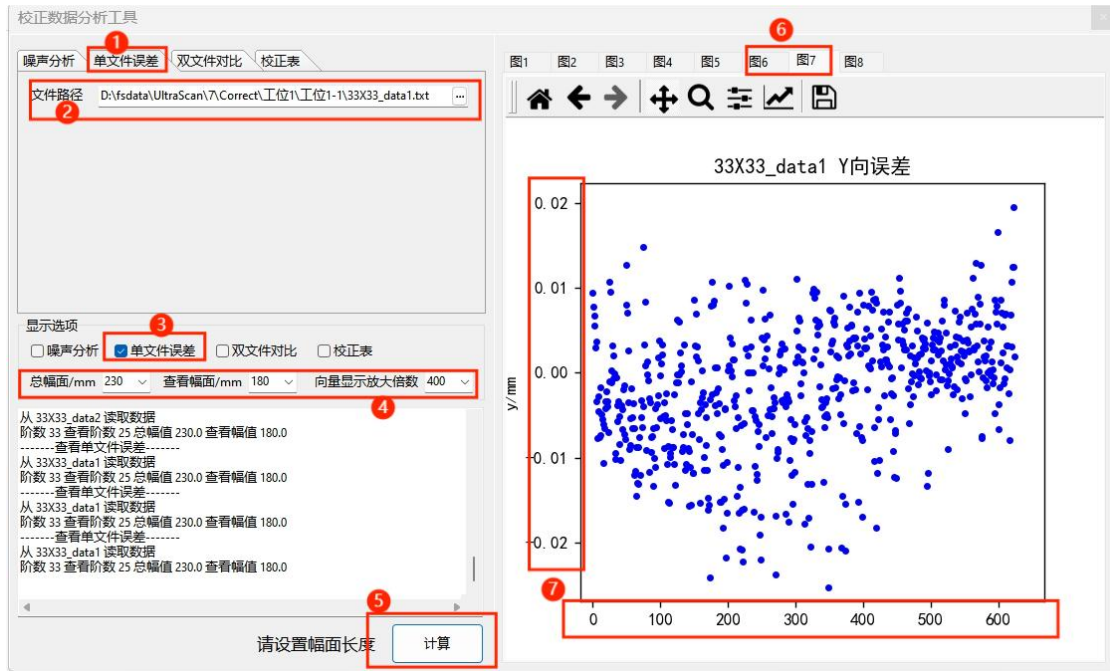 校正数据分析工具
1
噪声分析 单文件误差 双文件对比 校正表
文件路径 D:\fsdata\UltraScan\7\Correct\工位1\工位1-1\33X33_data1.txt ...
2
显示选项
3
噪声分析 单文件误差 双文件对比 校正表
总幅面/mm 230 查看幅面/mm 180 向量显示放大倍数 400
4
从 33X33_data2 读取数据
阶数 33 查看阶数 25 总幅值 230.0 查看幅值 180.0
-------查看单文件误差-------
从 33X33_data1 读取数据
阶数 33 查看阶数 25 总幅值 230.0 查看幅值 180.0
-------查看单文件误差-------
从 33X33_data1 读取数据
阶数 33 查看阶数 25 总幅值 230.0 查看幅值 180.0
-------查看单文件误差-------
从 33X33_data1 读取数据
阶数 33 查看阶数 25 总幅值 230.0 查看幅值 180.0
5
请设置幅面长度 计算
6
图1 图2 图3 图4 图5 图6 图7 图8
33X33_data1 Y向误差
0.02
0.01
0.00
-0.01
-0.02
y/mm
7
0 100 200 300 400 500 600